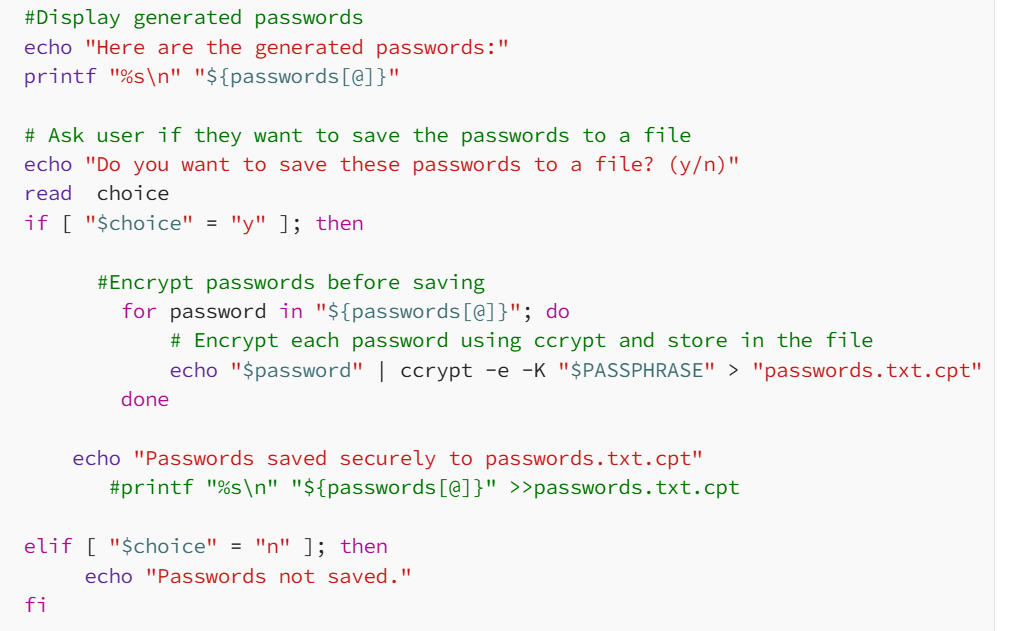 #Display generated passwords
echo "Here are the generated passwords:"
printf "%s\n" "${passwords[@]}"

# Ask user if they want to save the passwords to a file
echo "Do you want to save these passwords to a file? (y/n)"
read  choice
if [ "$choice" = "y" ]; then

      #Encrypt passwords before saving
        for password in "${passwords[@]}"; do
            # Encrypt each password using ccrypt and store in the file
            echo "$password" | ccrypt -e -K "$PASSPHRASE" > "passwords.txt.cpt"
        done

    echo "Passwords saved securely to passwords.txt.cpt"
       #printf "%s\n" "${passwords[@]}" >>passwords.txt.cpt

elif [ "$choice" = "n" ]; then
     echo "Passwords not saved."
fi